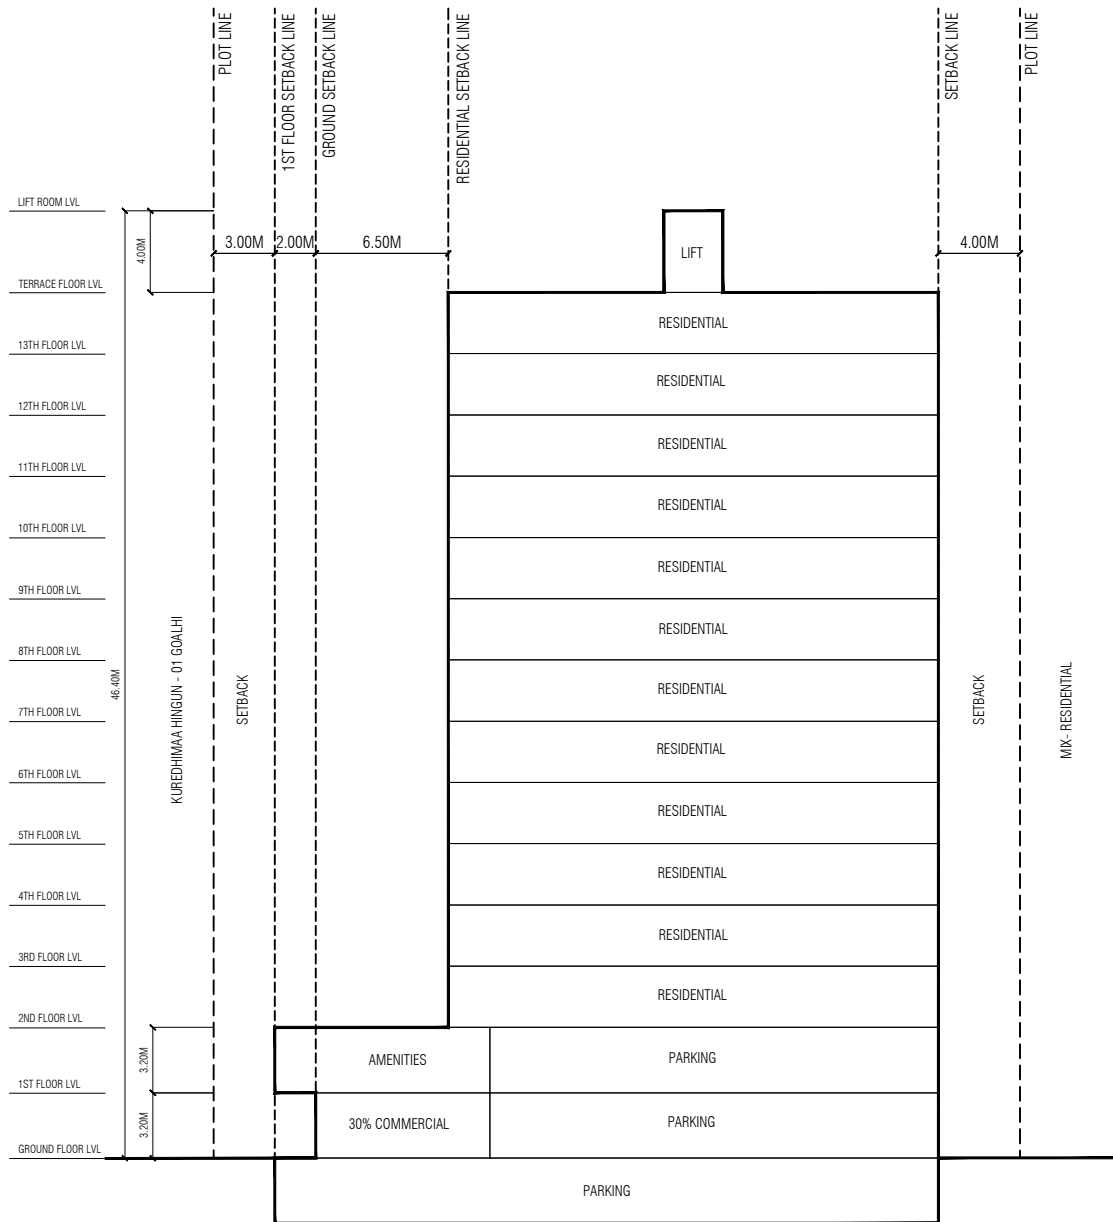 PLOT LINE
1ST FLOOR SETBACK LINE
GROUND SETBACK LINE
RESIDENTIAL SETBACK LINE
SETBACK LINE
PLOT LINE
LIFT ROOM LVL
4.00M
3.00M
2.00M
6.50M
LIFT
4.00M
TERRACE FLOOR LVL
RESIDENTIAL
13TH FLOOR LVL
RESIDENTIAL
12TH FLOOR LVL
RESIDENTIAL
11TH FLOOR LVL
RESIDENTIAL
10TH FLOOR LVL
RESIDENTIAL
9TH FLOOR LVL
RESIDENTIAL
8TH FLOOR LVL
RESIDENTIAL
7TH FLOOR LVL
RESIDENTIAL
6TH FLOOR LVL
RESIDENTIAL
5TH FLOOR LVL
RESIDENTIAL
4TH FLOOR LVL
RESIDENTIAL
3RD FLOOR LVL
RESIDENTIAL
2ND FLOOR LVL
46.40M
KUREDHIMAA HINGUN - 01 GOALHI
SETBACK
SETBACK
MIX- RESIDENTIAL
3.20M
AMENITIES
PARKING
1ST FLOOR LVL
3.20M
30% COMMERCIAL
PARKING
GROUND FLOOR LVL
PARKING